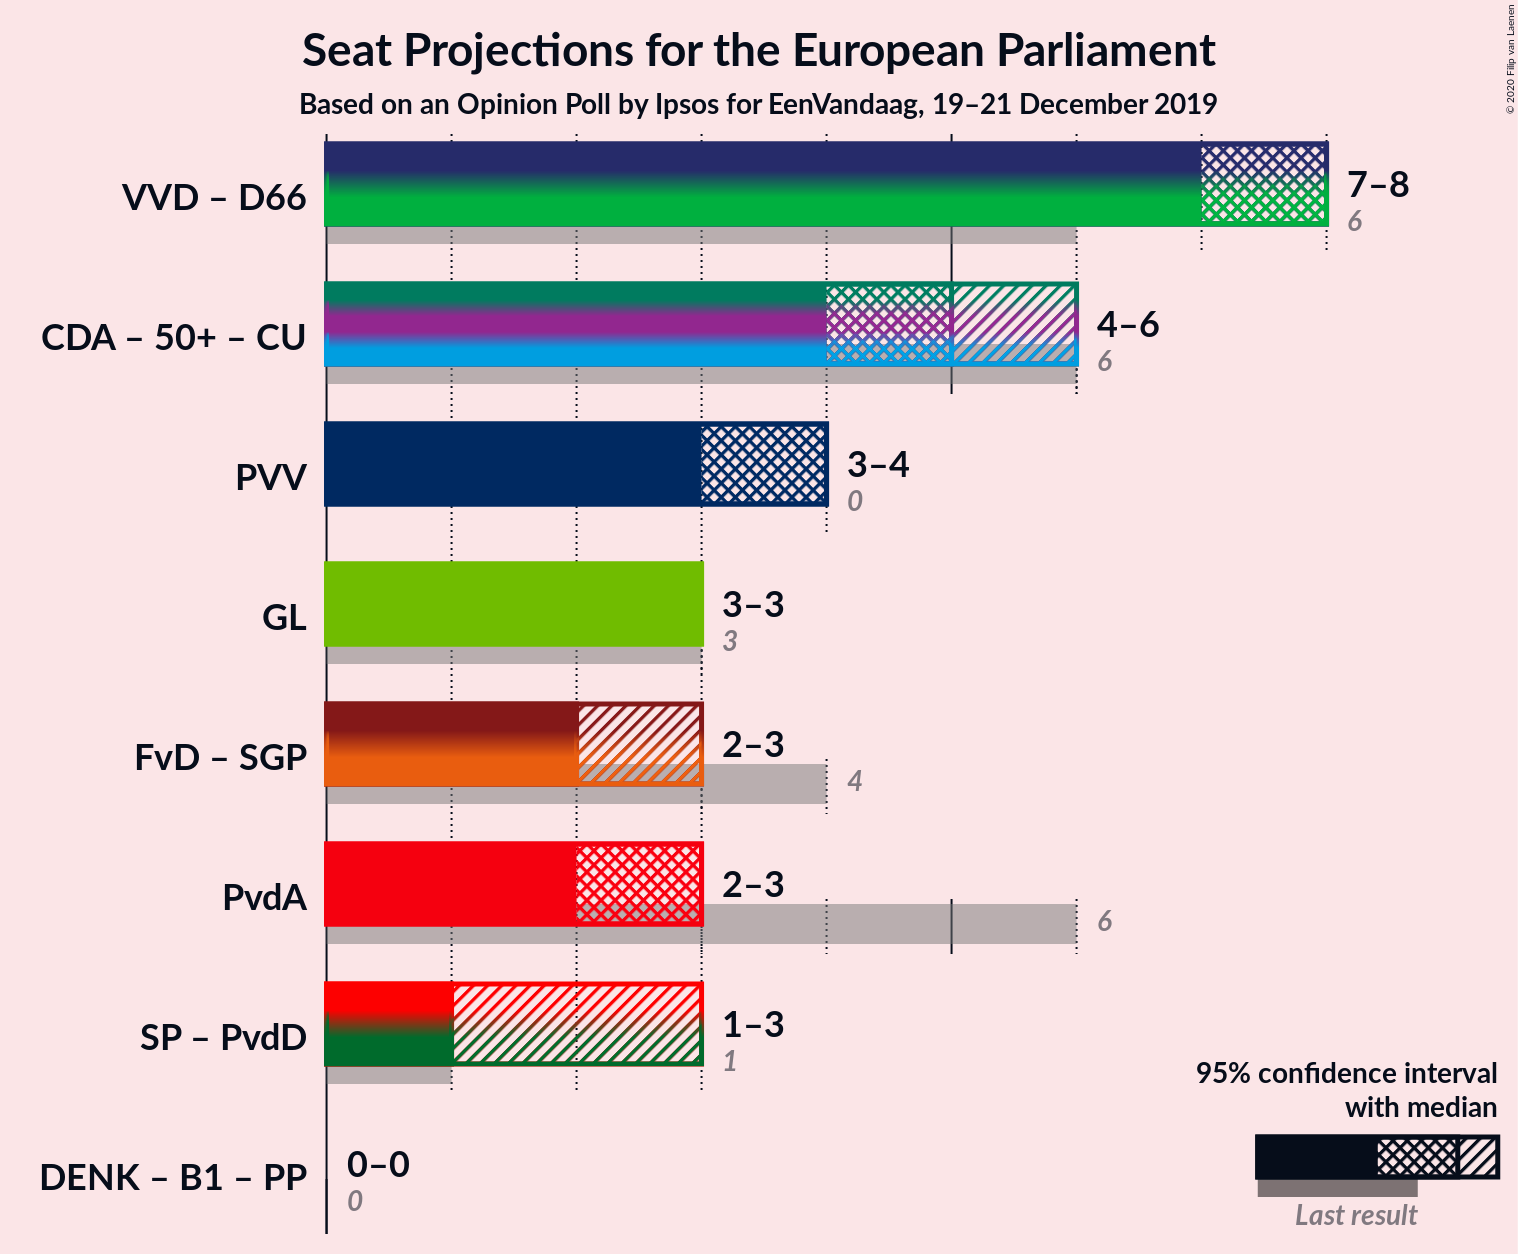 Seat Projections for the European Parliament
Based on an Opinion Poll by Ipsos for EenVandaag, 19–21 December 2019
© 2020 Filip van Laenen
VVD – D66
7–8
6
CDA – 50+ – CU
4–6
6
PVV
3–4
0
GL
3–3
3
FvD – SGP
2–3
4
PvdA
2–3
6
SP – PvdD
1–3
1
DENK – B1 – PP
0–0
0
95% confidence interval
with median
Last result